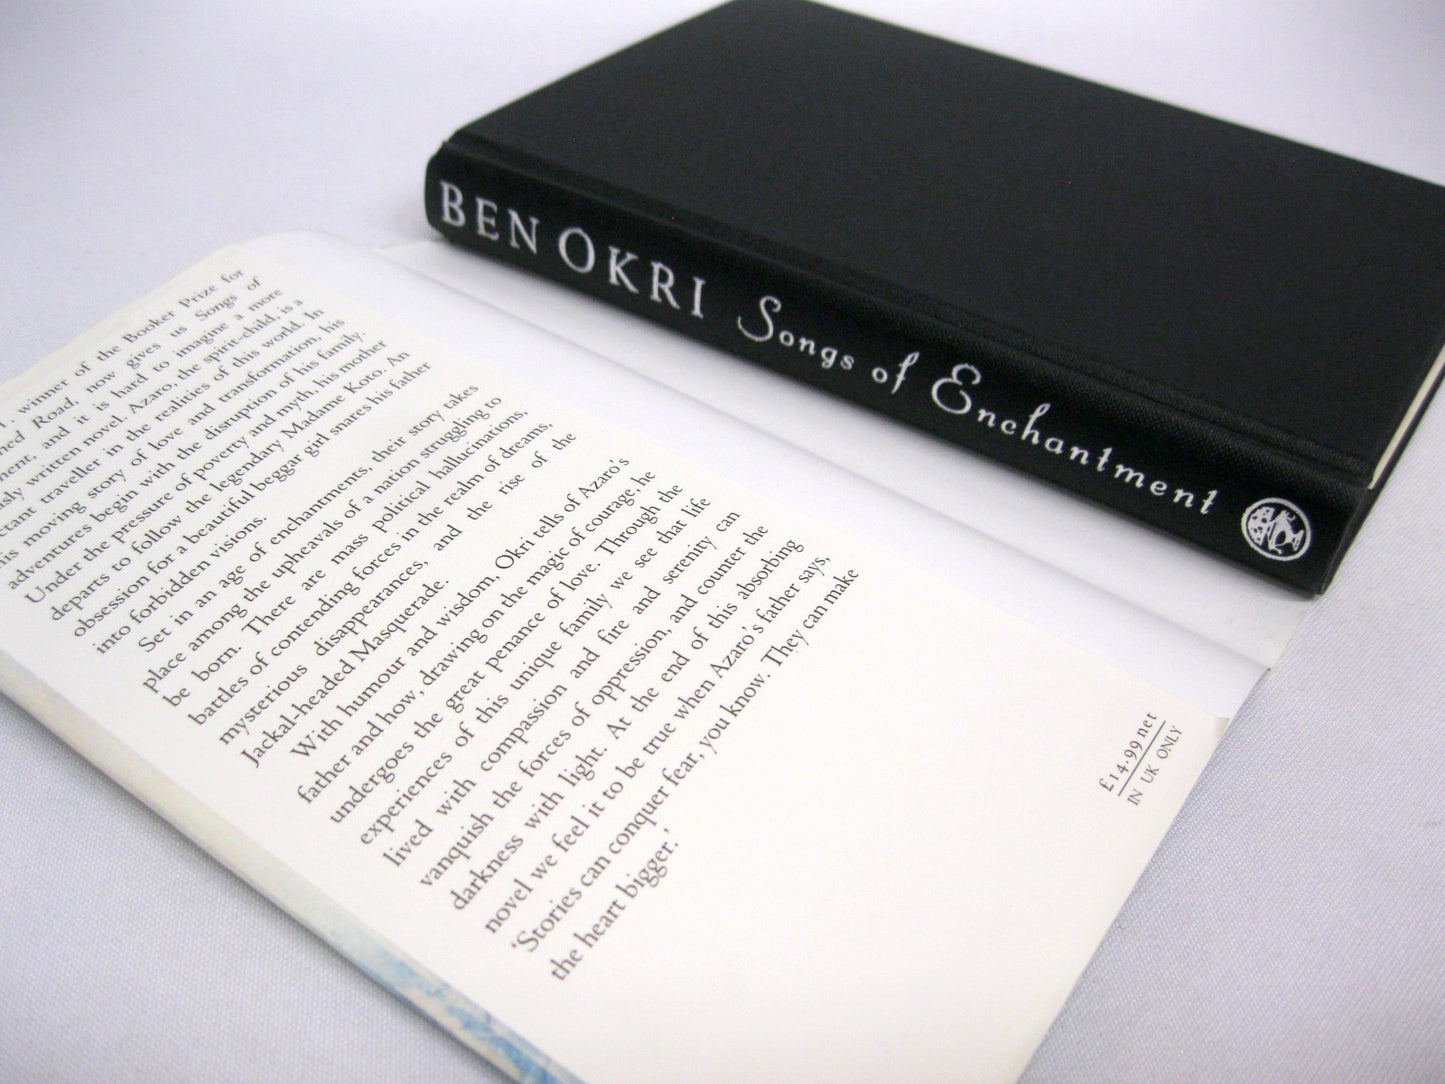 BEN OKRI Songs of Enchantment
winner of the Booker Prize for
Road, now gives us Songs of
and it is hard to imagine a more
written novel. Azaro, the spirit-child, is a
traveller in the realities of this world. In
moving story of love and transformation, his
adventures begin with the disruption of his family.
Under the pressure of poverty and myth, his mother
departs to follow the legendary Madame Koto. An
obsession for a beautiful beggar girl snares his father
into forbidden visions.
Set in an age of enchantments, their story takes
place among the upheavals of a nation struggling to
be born. There are mass political hallucinations,
battles of contending forces in the realm of dreams,
mysterious disappearances, and the rise of the
Jackal-headed Masquerade.
With humour and wisdom, Okri tells of Azaro's
father and how, drawing on the magic of courage, he
undergoes the great penance of love. Through the
experiences of this unique family we see that life
lived with compassion and fire and serenity can
vanquish the forces of oppression, and counter the
darkness with light. At the end of this absorbing
novel we feel it to be true when Azaro's father says,
'Stories can conquer fear, you know. They can make
the heart bigger.'
£14.99 net
IN UK ONLY